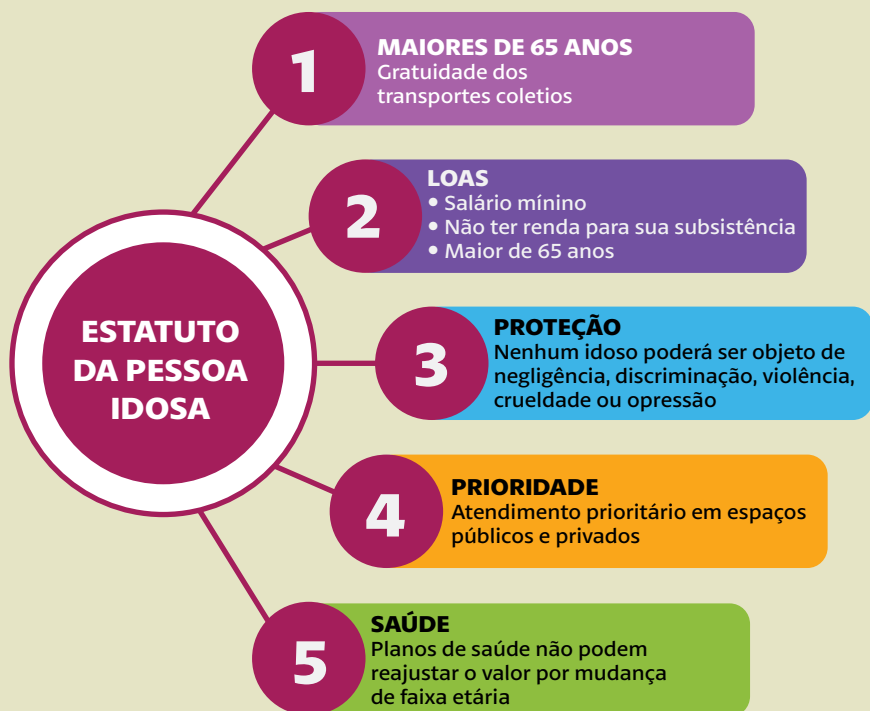 1
MAIORES DE 65 ANOS
Gratuidade dos
transportes coletios
2
LOAS
• Salário mínino
• Não ter renda para sua subsistência
• Maior de 65 anos
ESTATUTO
DA PESSOA
IDOSA
3
PROTEÇÃO
Nenhum idoso poderá ser objeto de
negligência, discriminação, violência,
crueldade ou opressão
4
PRIORIDADE
Atendimento prioritário em espaços
públicos e privados
5
SAÚDE
Planos de saúde não podem
reajustar o valor por mudança
de faixa etária